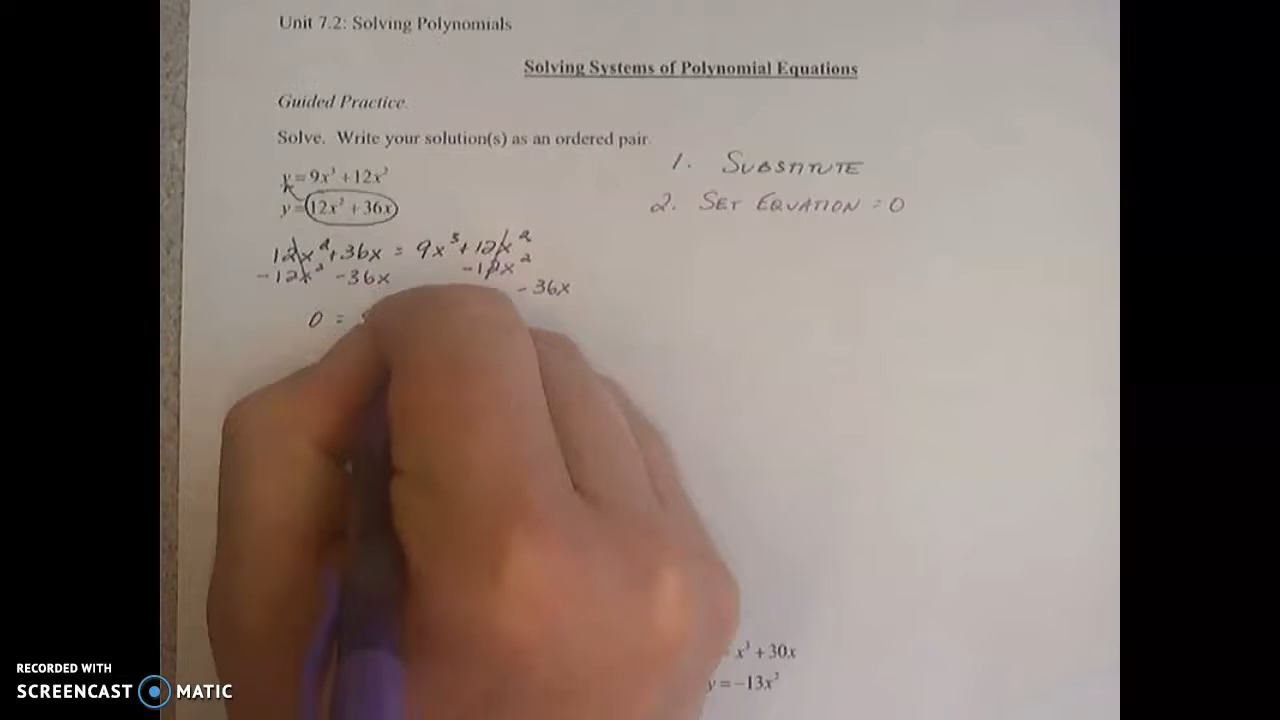 Unit 7.2: Solving Polynomials
Solving Systems of Polynomial Equations
Guided Practice.
Solve. Write your solution(s) as an ordered pair.
y = 9x³ + 12x²
y = 12x² + 36x
1. SUBSTITUTE
2. SET EQUATION = 0
12x² + 36x = 9x³ + 12x²
-12x² - 36x -12x²
- 36x
0 =
x³ + 30x
y = -13x²
RECORDED WITH
SCREENCAST MATIC